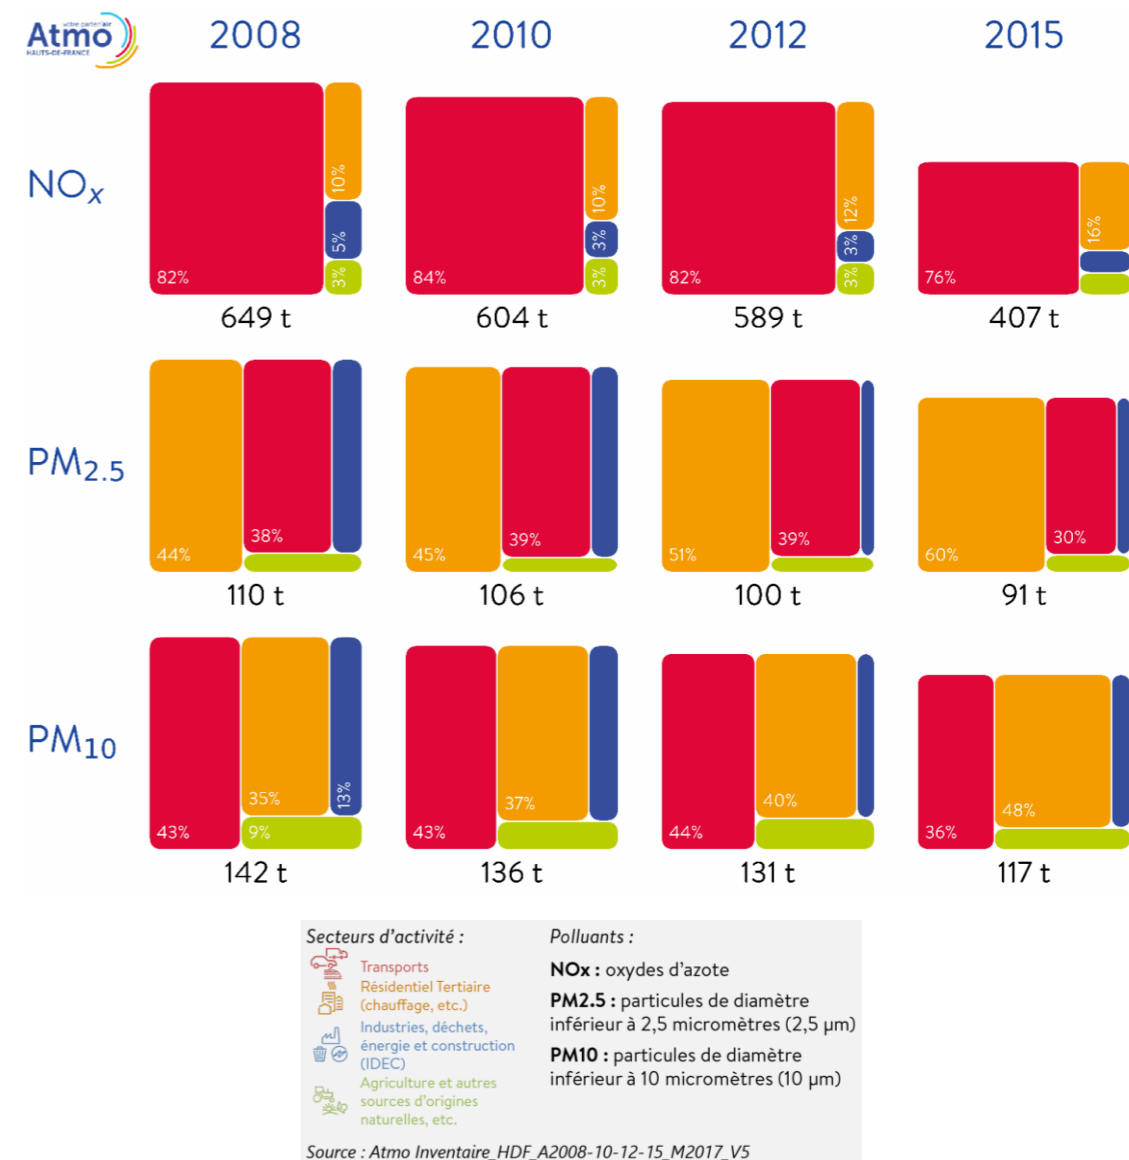 votre parten'air
Atmo
HAUTS-DE-FRANCE
2008
2010
2012
2015
NOx
82%
10%
5%
3%
84%
10%
3%
3%
82%
12%
3%
3%
76%
16%
649 t
604 t
589 t
407 t
PM2.5
44%
38%
45%
39%
51%
39%
60%
30%
110 t
106 t
100 t
91 t
PM10
43%
35%
13%
9%
43%
37%
44%
40%
36%
48%
142 t
136 t
131 t
117 t
Secteurs d'activité :
Transports
Résidentiel Tertiaire
(chauffage, etc.)
Industries, déchets,
énergie et construction
(IDEC)
Agriculture et autres
sources d'origines
naturelles, etc.
Polluants :
NOx : oxydes d'azote
PM2.5 : particules de diamètre
inférieur à 2,5 micromètres (2,5 µm)
PM10 : particules de diamètre
inférieur à 10 micromètres (10 µm)
Source : Atmo Inventaire_HDF_A2008-10-12-15_M2017_V5